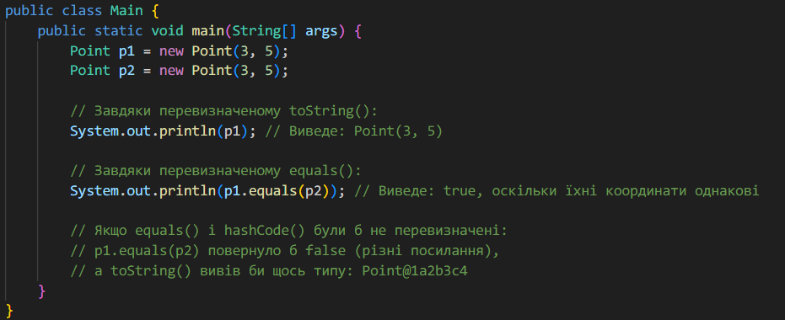 public class Main {
    public static void main(String[] args) {
        Point p1 = new Point(3, 5);
        Point p2 = new Point(3, 5);

        // Завдяки перевизначеному toString():
        System.out.println(p1); // Виведе: Point(3, 5)

        // Завдяки перевизначеному equals():
        System.out.println(p1.equals(p2)); // Виведе: true, оскільки їхні координати однакові

        // Якщо equals() і hashCode() були б не перевизначені:
        // p1.equals(p2) повернуло б false (різні посилання),
        // а toString() вивів би щось типу: Point@1a2b3c4
    }
}